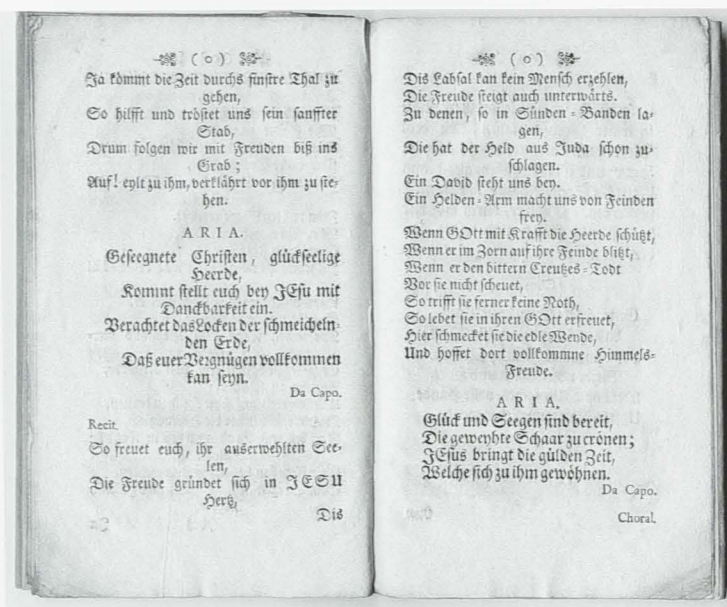 ( o )
Ja kömmt die Zeit durchs finstre Thal zu
gehen,
So hilfft und tröstet uns sein sanffter
Stab,
Drum folgen wir mit Freuden biß ins
Grab;
Auf! eylt zu ihm, verklährt vor ihm zu ste-
hen.
ARIA.
Geseegnete Christen, glückseelige
Heerde,
Kommt stellt euch bey JEsu mit
Danckbarkeit ein.
Verachtet das Locken der schmeicheln-
den Erde,
Daß euer Vergnügen vollkommen
kan seyn.
Da Capo.
Recit.
So freuet euch, ihr auserwehlten See-
len,
Die Freude gründet sich in JESU
Hertz,
Dis
( o )
Dis Labsal kan kein Mensch erzehlen,
Die Freude steigt auch unterwärts.
Zu denen, so in Sünden-Banden la-
gen,
Die hat der Held aus Juda schon zu-
schlagen.
Ein David steht uns bey.
Ein Helden-Arm macht uns von Feinden
frey.
Wenn GOtt mit Krafft die Heerde schützt,
Wenn er im Zorn auf ihre Feinde blitzt,
Wenn er den bittern Creutzes-Todt
Vor sie nicht scheuet,
So trifft sie ferner keine Noth,
So lebet sie in ihren GOtt erfreuet,
Hier schmecket sie die edle Weyde,
Und hoffet dort vollkommne Himmels-
Freude.
ARIA.
Glück und Seegen sind bereit,
Die geweyhte Schaar zu crönen;
JEsus bringt die gülden Zeit,
Welche sich zu ihm gewöhnen.
Da Capo.
Choral.